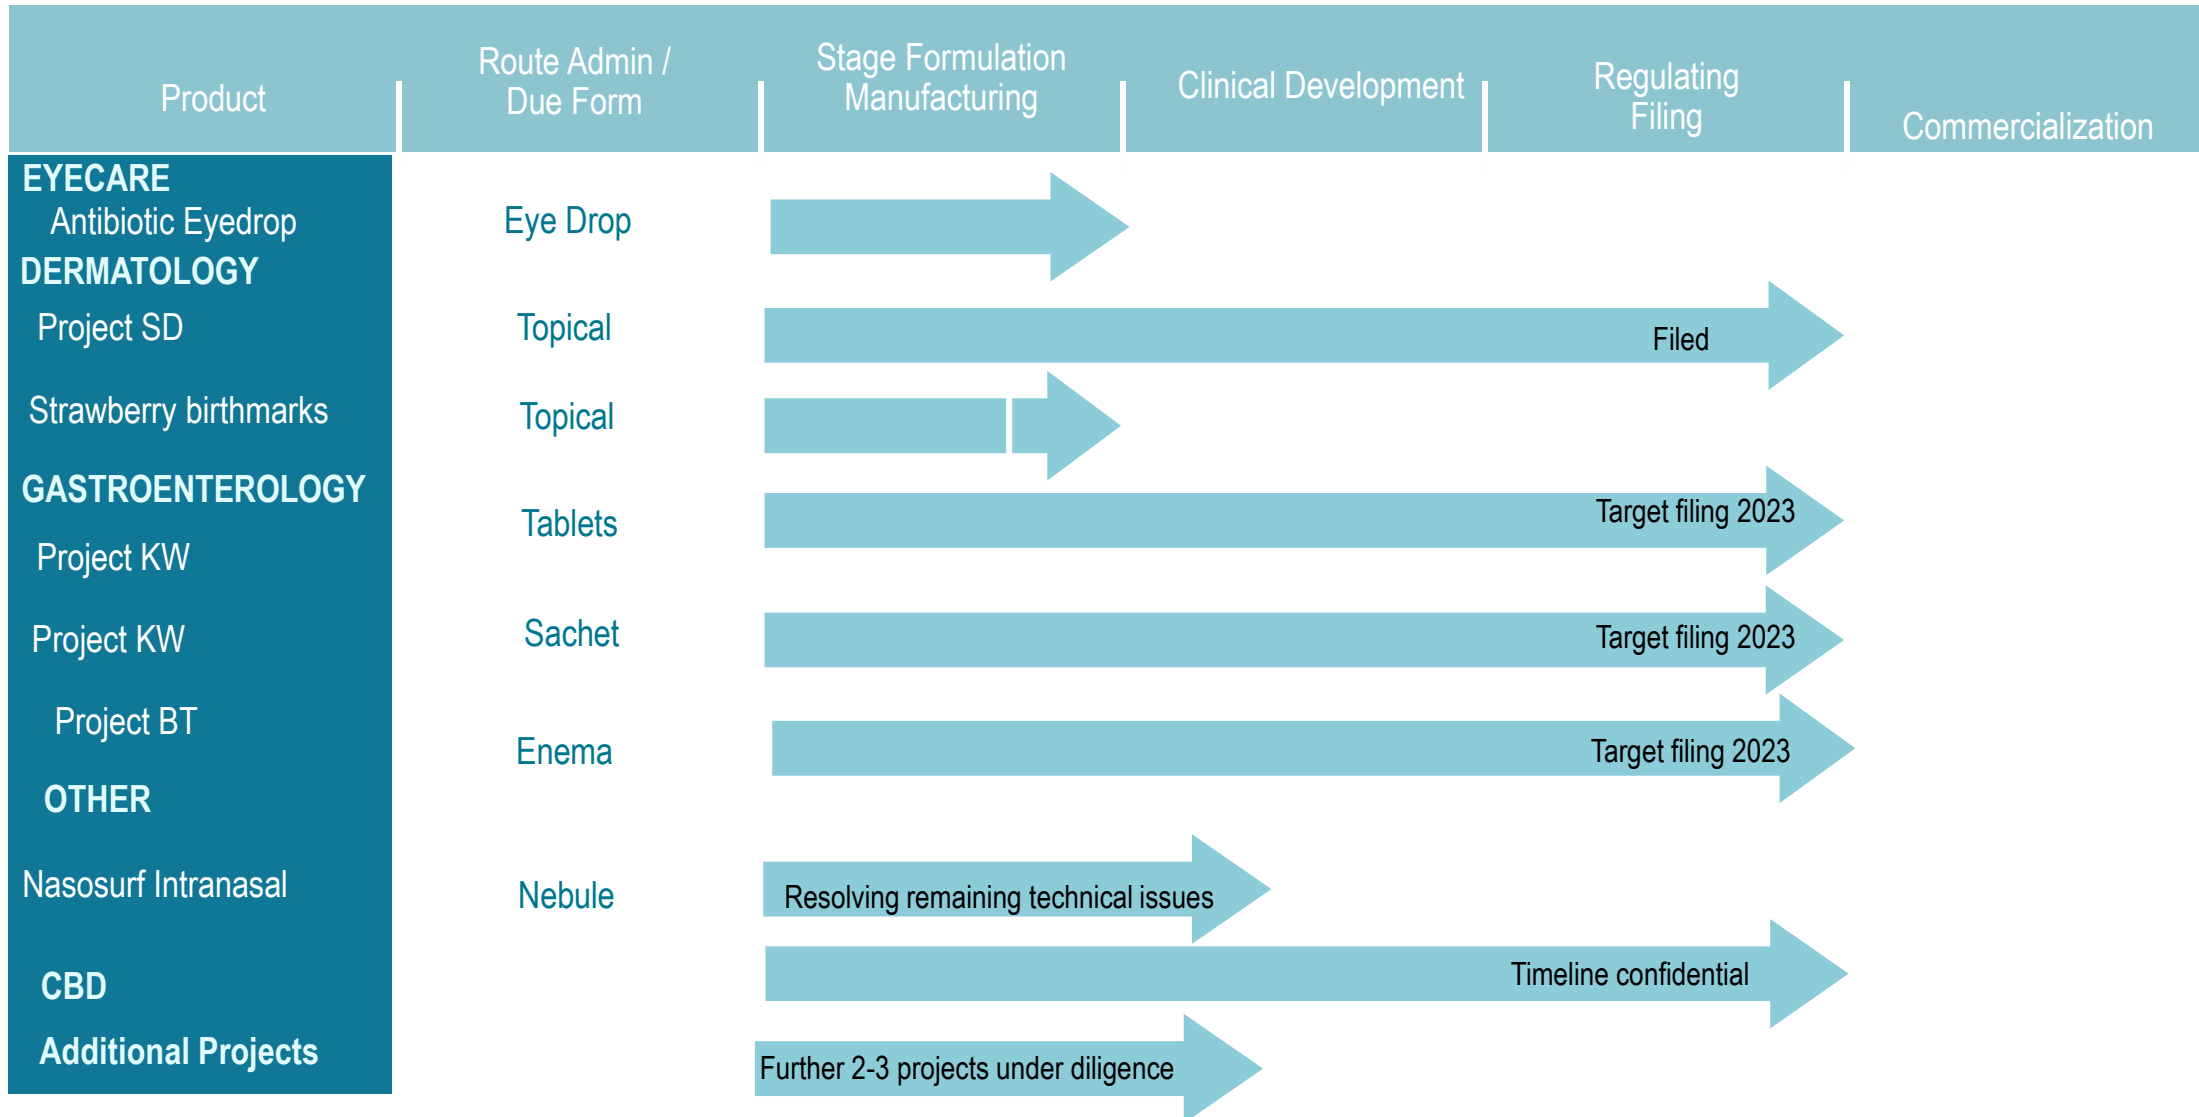 Product
Route Admin /
Due Form
Stage Formulation
Manufacturing
Clinical Development
Regulating
Filing
Commercialization
EYECARE
Antibiotic Eyedrop
Eye Drop
DERMATOLOGY
Project SD
Topical
Filed
Strawberry birthmarks
Topical
GASTROENTEROLOGY
Tablets
Target filing 2023
Project KW
Project KW
Sachet
Target filing 2023
Project BT
Enema
Target filing 2023
OTHER
Nasosurf Intranasal
Nebule
Resolving remaining technical issues
CBD
Timeline confidential
Additional Projects
Further 2-3 projects under diligence